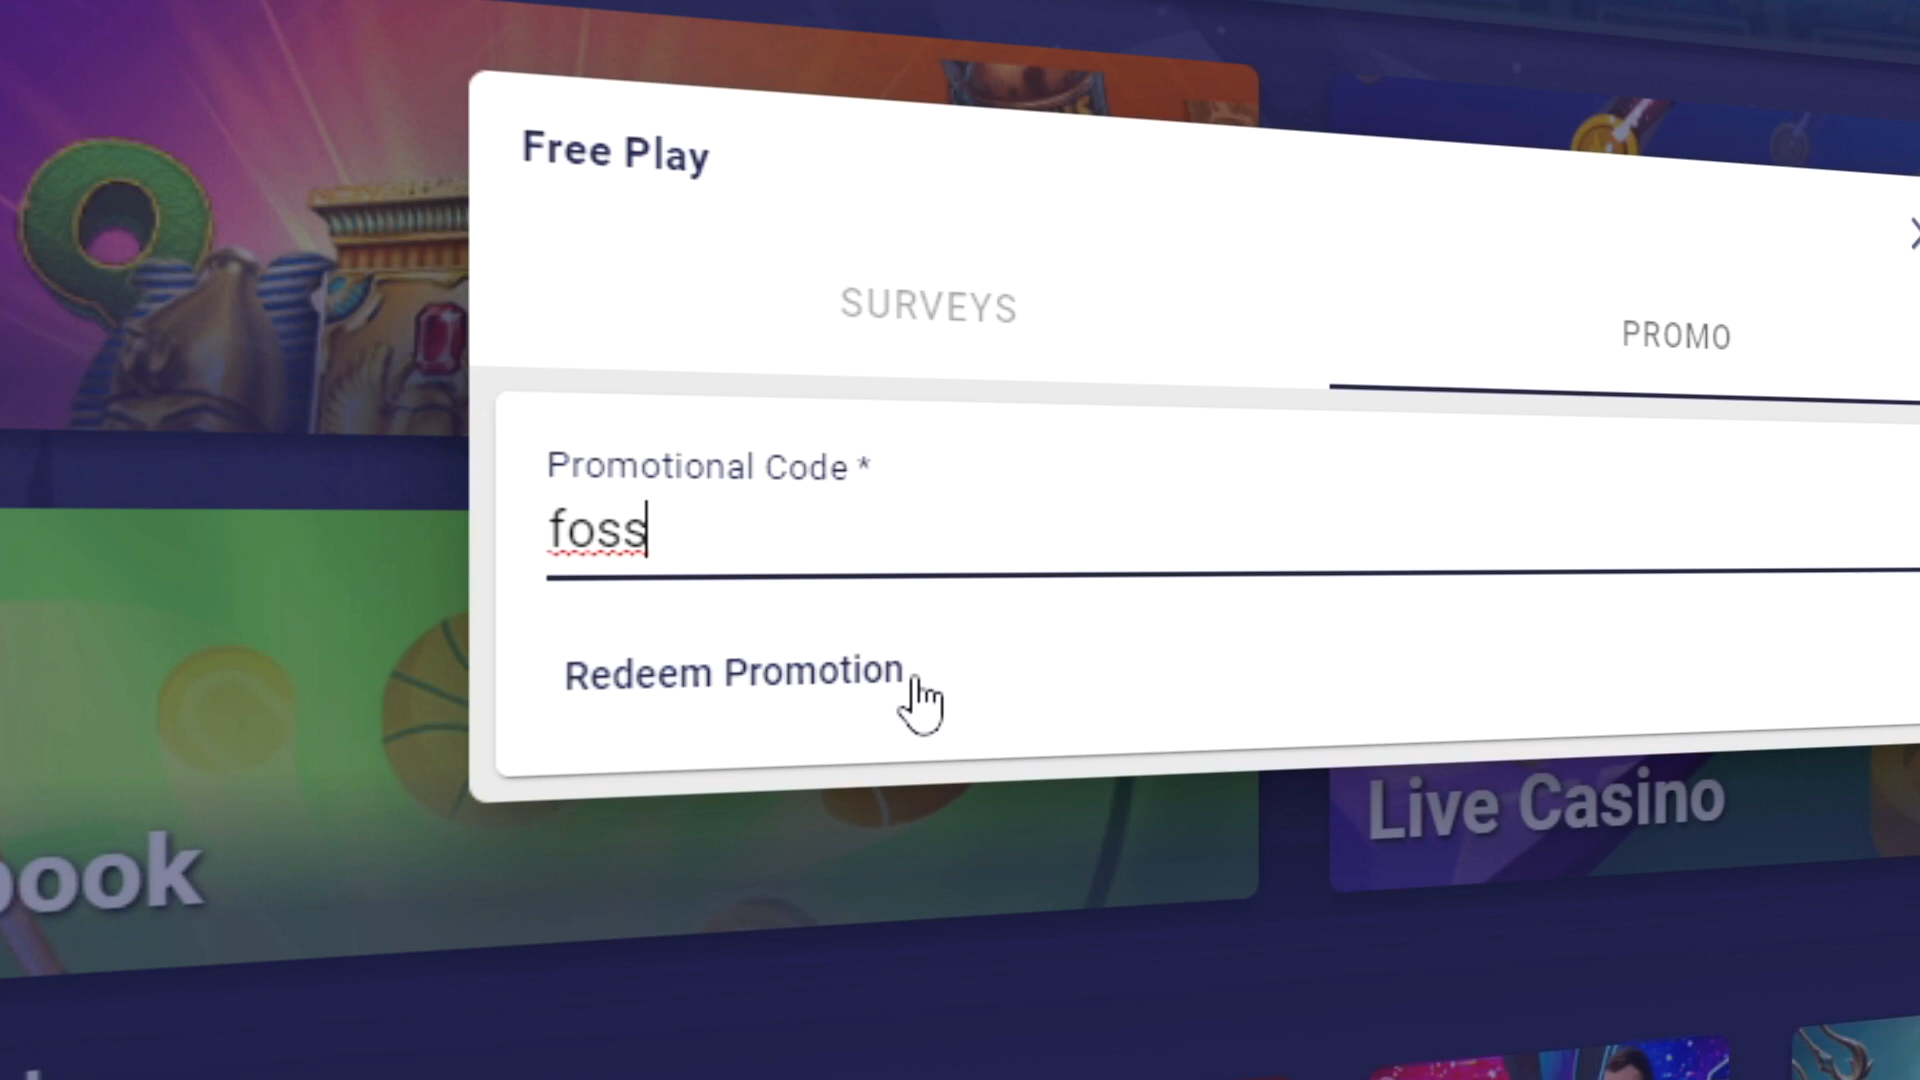 Free Play
SURVEYS
PROMO
Promotional Code *
foss
Redeem Promotion
Live Casino
ook